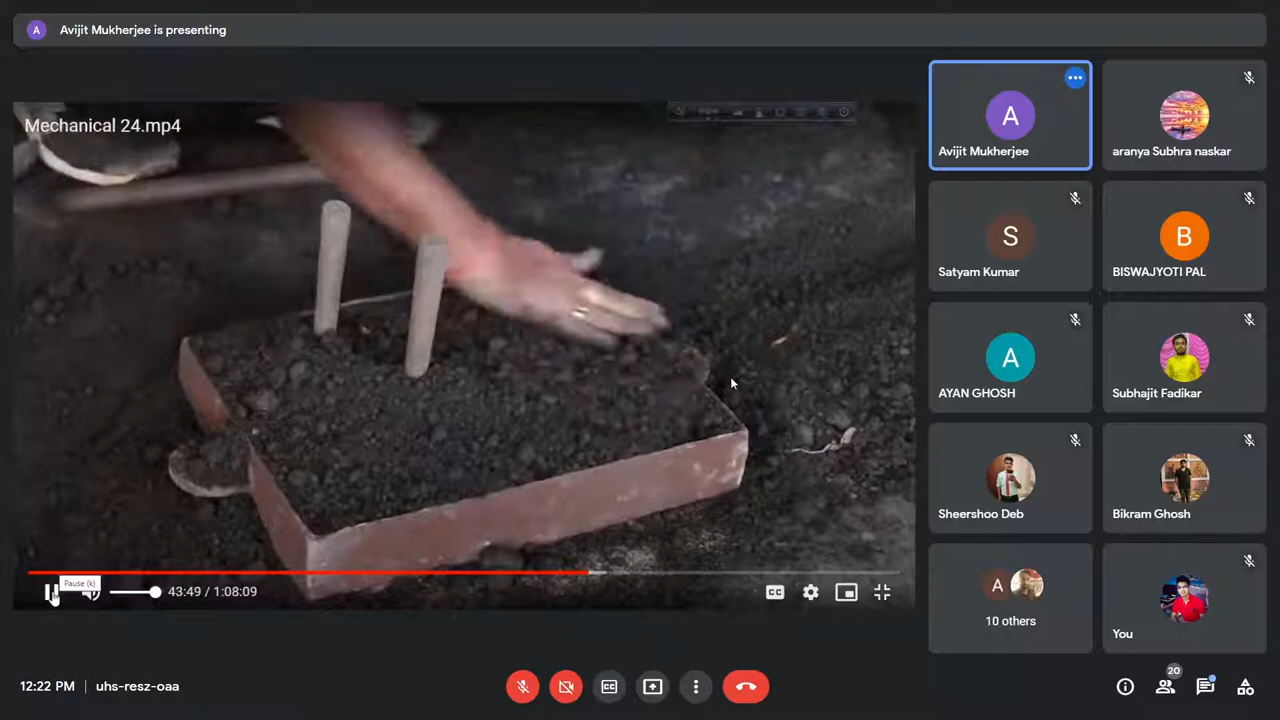 A
Avijit Mukherjee is presenting
Mechanical 24.mp4
Pause (k)
43:49 / 1:08:09
CC
A
Avijit Mukherjee
aranya Subhra naskar
S
Satyam Kumar
B
BISWAJYOTI PAL
A
AYAN GHOSH
Subhajit Fadikar
Sheershoo Deb
Bikram Ghosh
A
10 others
You
12:22 PM | uhs-resz-oaa
CC
20